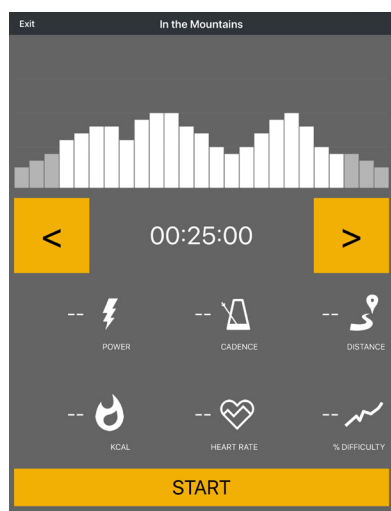 Exit In the Mountains
< 00:25:00 >
-- -- --
POWER CADENCE DISTANCE
-- -- --
KCAL HEART RATE % DIFFICULTY
START